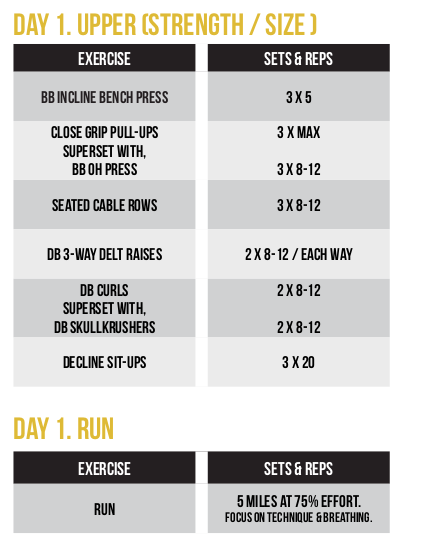 DAY 1. UPPER (STRENGTH / SIZE )
EXERCISE SETS & REPS
BB INCLINE BENCH PRESS 3 X 5
CLOSE GRIP PULL-UPS 3 X MAX
SUPERSET WITH,
BB OH PRESS 3 X 8-12
SEATED CABLE ROWS 3 X 8-12
DB 3-WAY DELT RAISES 2 X 8-12 / EACH WAY
DB CURLS 2 X 8-12
SUPERSET WITH,
DB SKULLKRUSHERS 2 X 8-12
DECLINE SIT-UPS 3 X 20
DAY 1. RUN
EXERCISE SETS & REPS
RUN 5 MILES AT 75% EFFORT.
FOCUS ON TECHNIQUE & BREATHING.